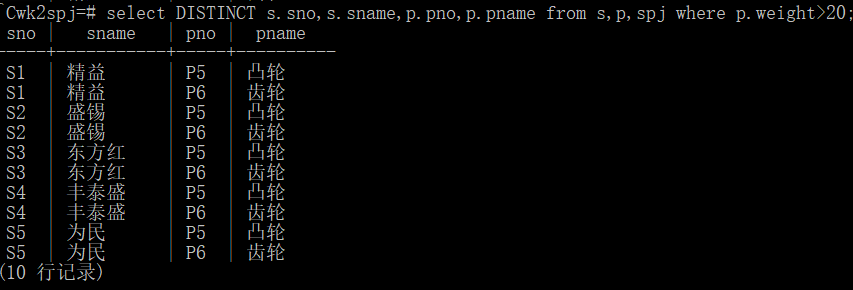 `Cwk2spj=# select DISTINCT s.sno,s.sname,p.pno,p.pname from s,p,spj where p.weight>20;
 sno |   sname    | pno |  pname
-----+------------+-----+-----------
 S1  | 精益       | P5  | 凸轮
 S1  | 精益       | P6  | 齿轮
 S2  | 盛锡       | P5  | 凸轮
 S2  | 盛锡       | P6  | 齿轮
 S3  | 东方红     | P5  | 凸轮
 S3  | 东方红     | P6  | 齿轮
 S4  | 丰泰盛     | P5  | 凸轮
 S4  | 丰泰盛     | P6  | 齿轮
 S5  | 为民       | P5  | 凸轮
 S5  | 为民       | P6  | 齿轮
(10 行记录)